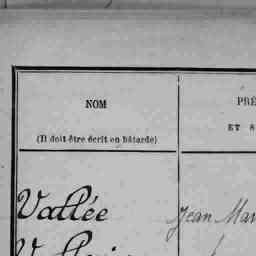 NOM
(Il doit être écrit en bâtarde)
PRÉ
ET S
Vallée
Jean Mar